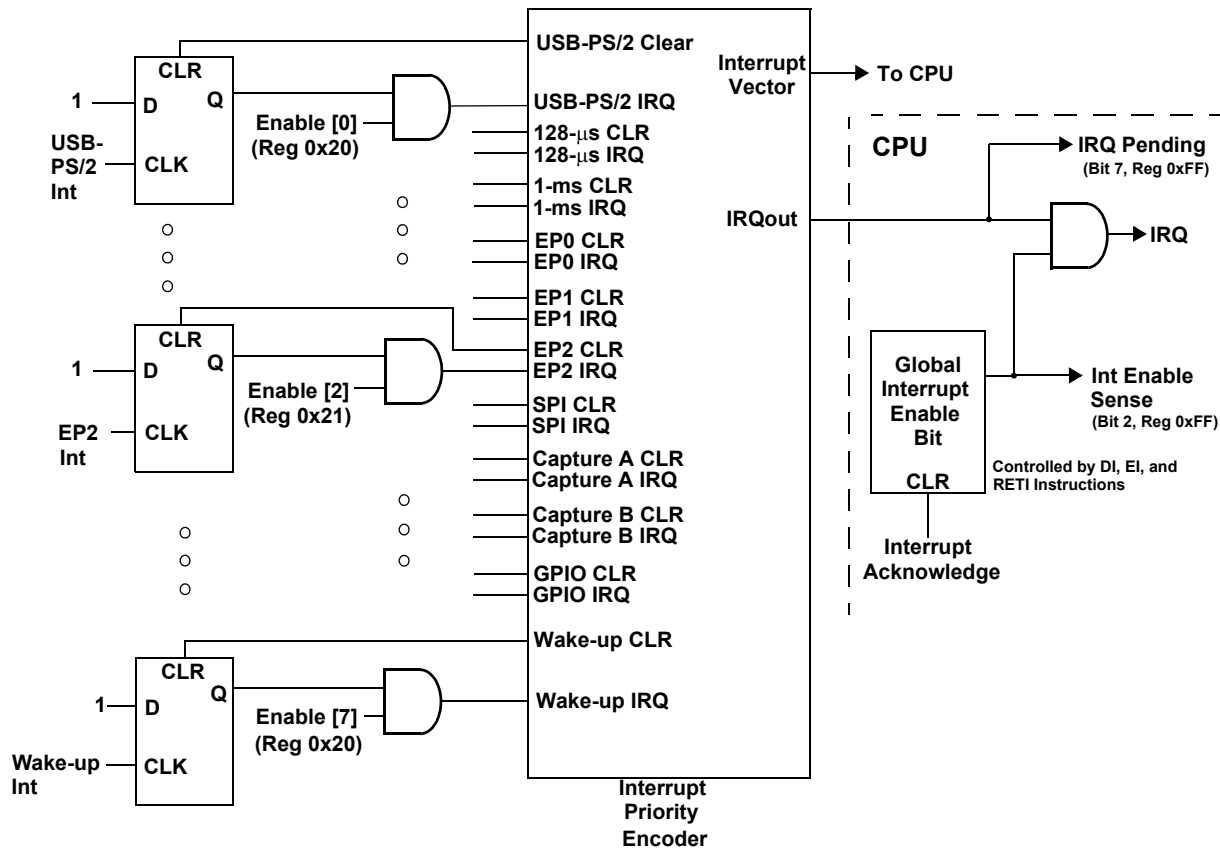 CLR
D
Q
CLK
1
USB-
PS/2
Int
Enable [0]
(Reg 0x20)
CLR
D
Q
CLK
1
EP2
Int
Enable [2]
(Reg 0x21)
CLR
D
Q
CLK
1
Wake-up
Int
Enable [7]
(Reg 0x20)
USB-PS/2 Clear
USB-PS/2 IRQ
128-μs CLR
128-μs IRQ
1-ms CLR
1-ms IRQ
EP0 CLR
EP0 IRQ
EP1 CLR
EP1 IRQ
EP2 CLR
EP2 IRQ
SPI CLR
SPI IRQ
Capture A CLR
Capture A IRQ
Capture B CLR
Capture B IRQ
GPIO CLR
GPIO IRQ
Wake-up CLR
Wake-up IRQ
Interrupt
Vector
IRQout
Interrupt
Priority
Encoder
To CPU
CPU
IRQ Pending
(Bit 7, Reg 0xFF)
IRQ
Global
Interrupt
Enable
Bit
CLR
Int Enable
Sense
(Bit 2, Reg 0xFF)
Controlled by DI, EI, and
RETI Instructions
Interrupt
Acknowledge